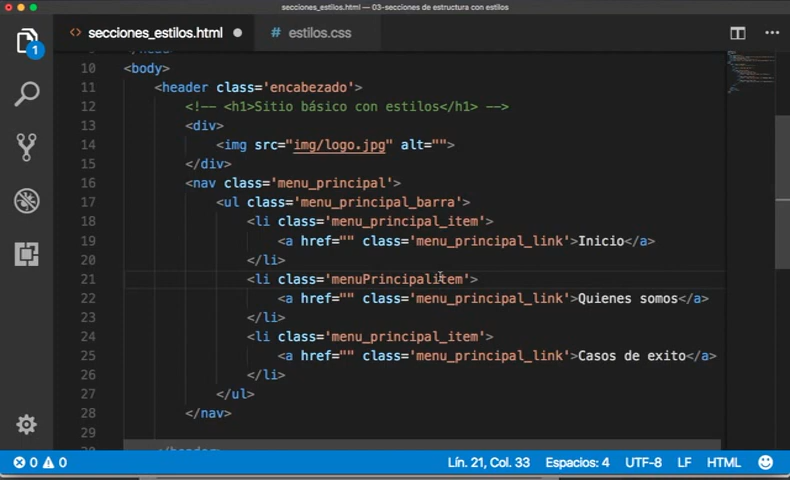 secciones_estilos.html — 03-secciones de estructura con estilos
<> secciones_estilos.html ●
# estilos.css
1
10 <body>
11 <header class='encabezado'>
12 <!-- <h1>Sitio básico con estilos</h1> -->
13 <div>
14 <img src="img/logo.jpg" alt="">
15 </div>
16 <nav class='menu_principal'>
17 <ul class='menu_principal_barra'>
18 <li class='menu_principal_item'>
19 <a href="" class='menu_principal_link'>Inicio</a>
20 </li>
21 <li class='menuPrincipalitem'>
22 <a href="" class='menu_principal_link'>Quienes somos</a>
23 </li>
24 <li class='menu_principal_item'>
25 <a href="" class='menu_principal_link'>Casos de exito</a>
26 </li>
27 </ul>
28 </nav>
29
0 0 Lín. 21, Col. 33 Espacios: 4 UTF-8 LF HTML